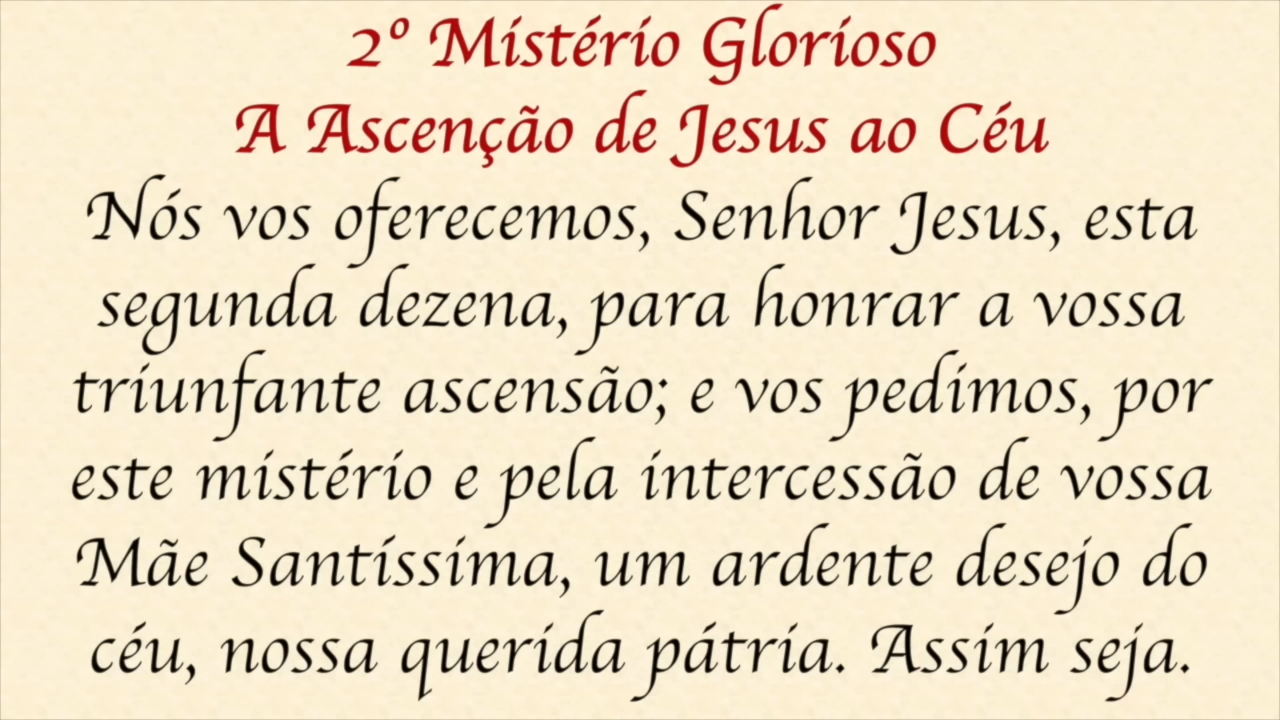 2º Mistério Glorioso
A Ascenção de Jesus ao Céu
Nós vos oferecemos, Senhor Jesus, esta
segunda dezena, para honrar a vossa
triunfante ascensão; e vos pedimos, por
este mistério e pela intercessão de vossa
Mãe Santíssima, um ardente desejo do
céu, nossa querida pátria. Assim seja.